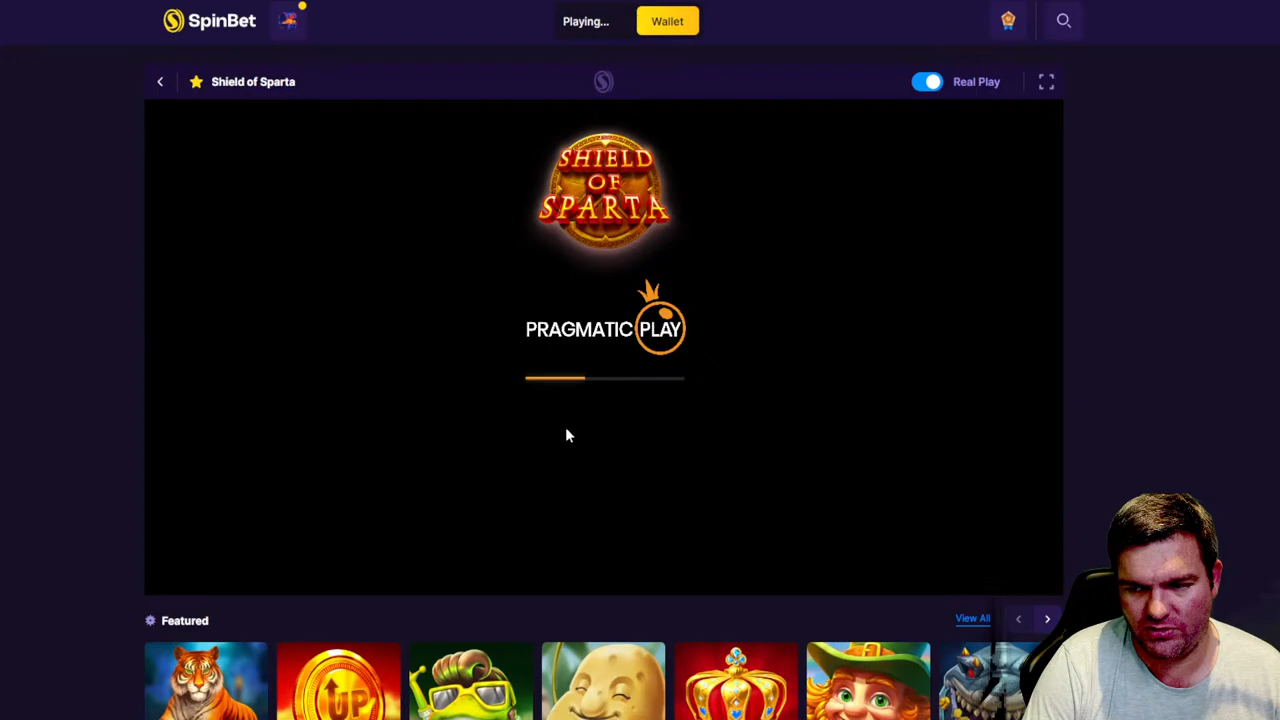 SpinBet
Playing...
Wallet
Shield of Sparta
Real Play
SHIELD
OF
SPARTA
PRAGMATIC PLAY
Featured
View All
UP